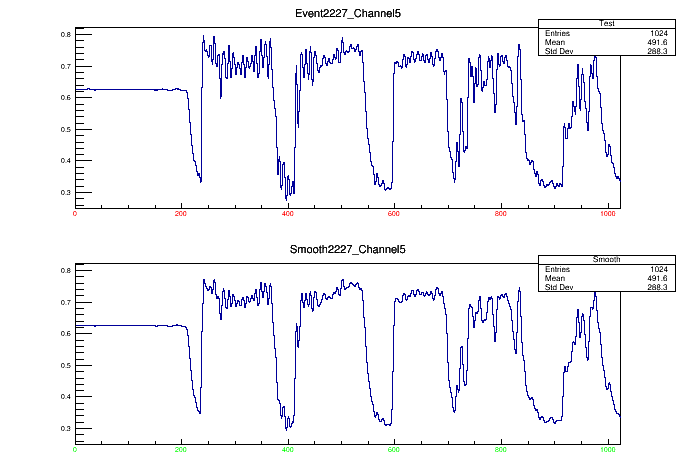 Event2227_Channel5
Test
Entries 1024
Mean 491.6
Std Dev 288.3
0.8
0.7
0.6
0.5
0.4
0.3
0 200 400 600 800 1000
Smooth2227_Channel5
Smooth
Entries 1024
Mean 491.6
Std Dev 288.3
0.8
0.7
0.6
0.5
0.4
0.3
0 200 400 600 800 1000